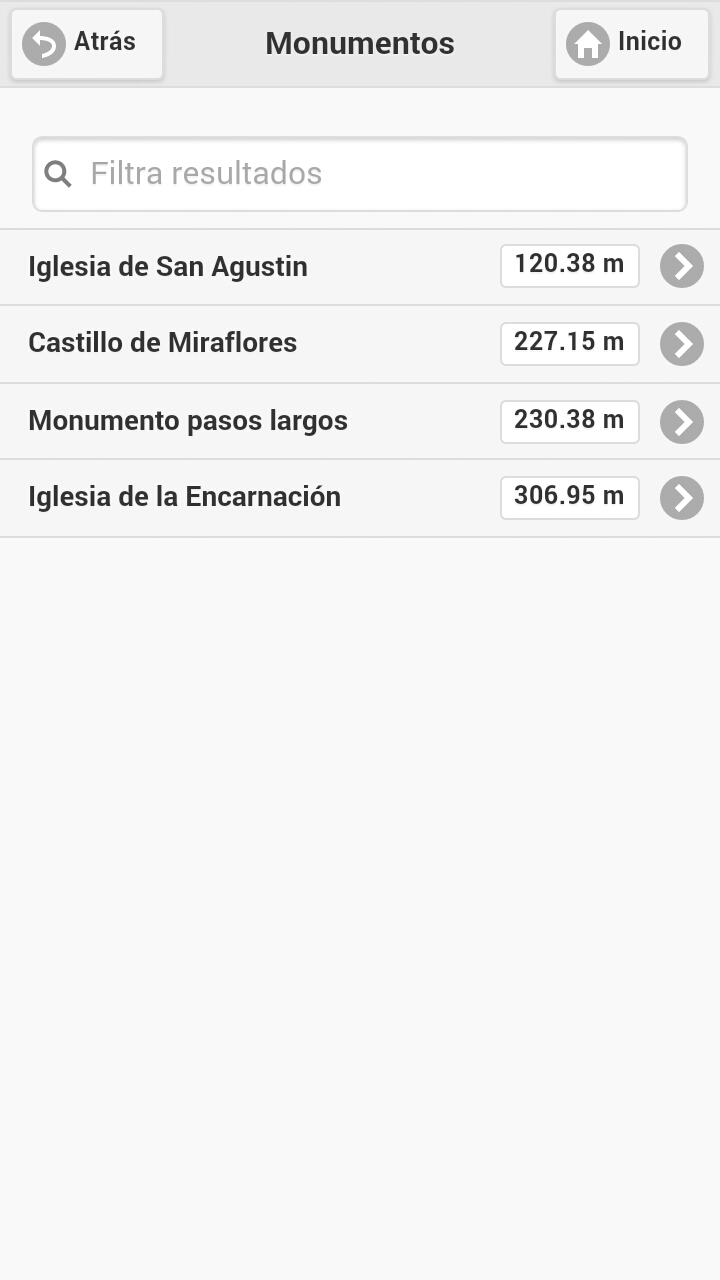 Atrás Monumentos Inicio
Filtra resultados
Iglesia de San Agustin 120.38 m
Castillo de Miraflores 227.15 m
Monumento pasos largos 230.38 m
Iglesia de la Encarnación 306.95 m